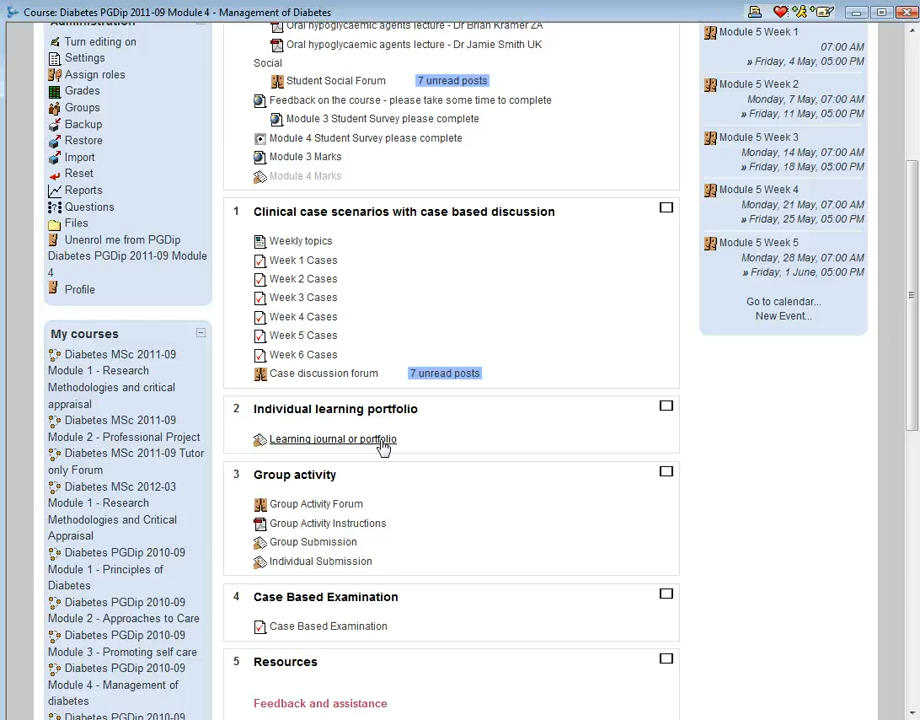 Course: Diabetes PGDip 2011-09 Module 4 - Management of Diabetes
Administration
Turn editing on
Settings
Assign roles
Grades
Groups
Backup
Restore
Import
Reset
Reports
Questions
Files
Unenrol me from PGDip
Diabetes PGDip 2011-09 Module
4
Profile
My courses
Diabetes MSc 2011-09
Module 1 - Research
Methodologies and critical
appraisal
Diabetes MSc 2011-09
Module 2 - Professional Project
Diabetes MSc 2011-09 Tutor
only Forum
Diabetes MSc 2012-03
Module 1 - Research
Methodologies and Critical
Appraisal
Diabetes PGDip 2010-09
Module 1 - Principles of
Diabetes
Diabetes PGDip 2010-09
Module 2 - Approaches to Care
Diabetes PGDip 2010-09
Module 3 - Promoting self care
Diabetes PGDip 2010-09
Module 4 - Management of
diabetes
Diabetes PGDip 2010-09
Oral hypoglycaemic agents lecture - Dr Brian Kramer ZA
Oral hypoglycaemic agents lecture - Dr Jamie Smith UK
Social
Student Social Forum 7 unread posts
Feedback on the course - please take some time to complete
Module 3 Student Survey please complete
Module 4 Student Survey please complete
Module 3 Marks
Module 4 Marks
1 Clinical case scenarios with case based discussion
Weekly topics
Week 1 Cases
Week 2 Cases
Week 3 Cases
Week 4 Cases
Week 5 Cases
Week 6 Cases
Case discussion forum 7 unread posts
2 Individual learning portfolio
Learning journal or portfolio
3 Group activity
Group Activity Forum
Group Activity Instructions
Group Submission
Individual Submission
4 Case Based Examination
Case Based Examination
5 Resources
Feedback and assistance
Module 5 Week 1
07:00 AM
» Friday, 4 May, 05:00 PM
Module 5 Week 2
Monday, 7 May, 07:00 AM
» Friday, 11 May, 05:00 PM
Module 5 Week 3
Monday, 14 May, 07:00 AM
» Friday, 18 May, 05:00 PM
Module 5 Week 4
Monday, 21 May, 07:00 AM
» Friday, 25 May, 05:00 PM
Module 5 Week 5
Monday, 28 May, 07:00 AM
» Friday, 1 June, 05:00 PM
Go to calendar...
New Event...